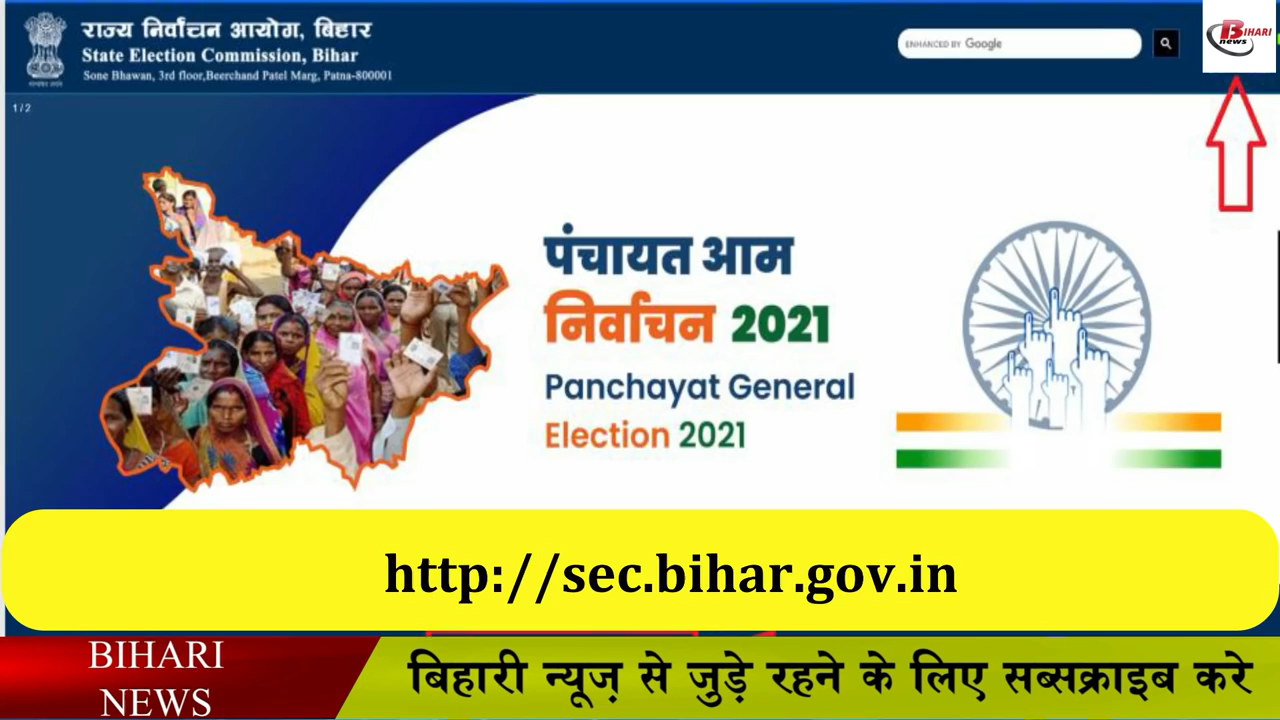 राज्य निर्वाचन आयोग, बिहार
State Election Commission, Bihar
Sone Bhawan, 3rd floor,Beerchand Patel Marg, Patna-800001
ENHANCED BY Google
BIHARI
news
1 / 2
पंचायत आम
निर्वाचन 2021
Panchayat General
Election 2021
http://sec.bihar.gov.in
BIHARI
NEWS
बिहारी न्यूज़ से जुड़े रहने के लिए सब्सक्राइब करे